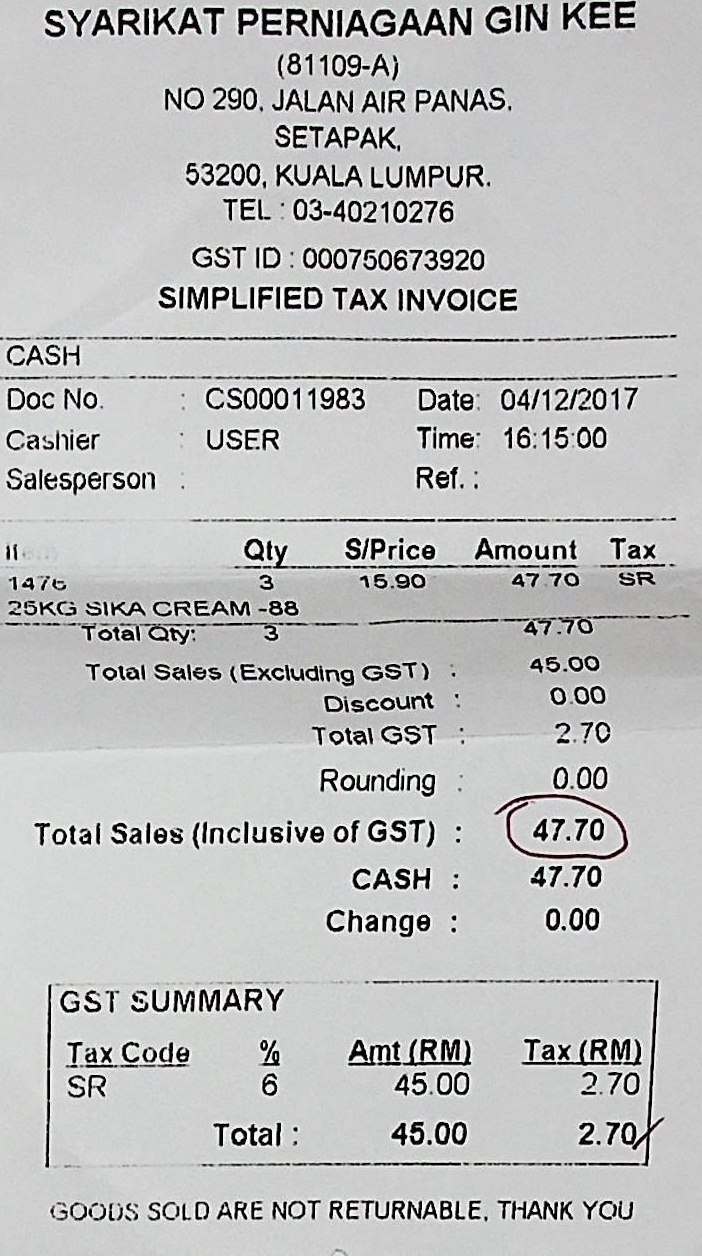 SYARIKAT PERNIAGAAN GIN KEE
(81109-A)
NO 290, JALAN AIR PANAS,
SETAPAK,
53200, KUALA LUMPUR.
TEL : 03-40210276
GST ID : 000750673920
SIMPLIFIED TAX INVOICE
CASH
Doc No. : CS00011983 Date: 04/12/2017
Cashier : USER Time: 16:15:00
Salesperson : Ref. :
Item Qty S/Price Amount Tax
1476 3 15.90 47.70 SR
25KG SIKA CREAM -88
Total Qty: 3 47.70
Total Sales (Excluding GST) : 45.00
Discount : 0.00
Total GST : 2.70
Rounding : 0.00
Total Sales (Inclusive of GST) : 47.70
CASH : 47.70
Change : 0.00
GST SUMMARY
Tax Code % Amt (RM) Tax (RM)
SR 6 45.00 2.70
Total : 45.00 2.70
GOODS SOLD ARE NOT RETURNABLE, THANK YOU